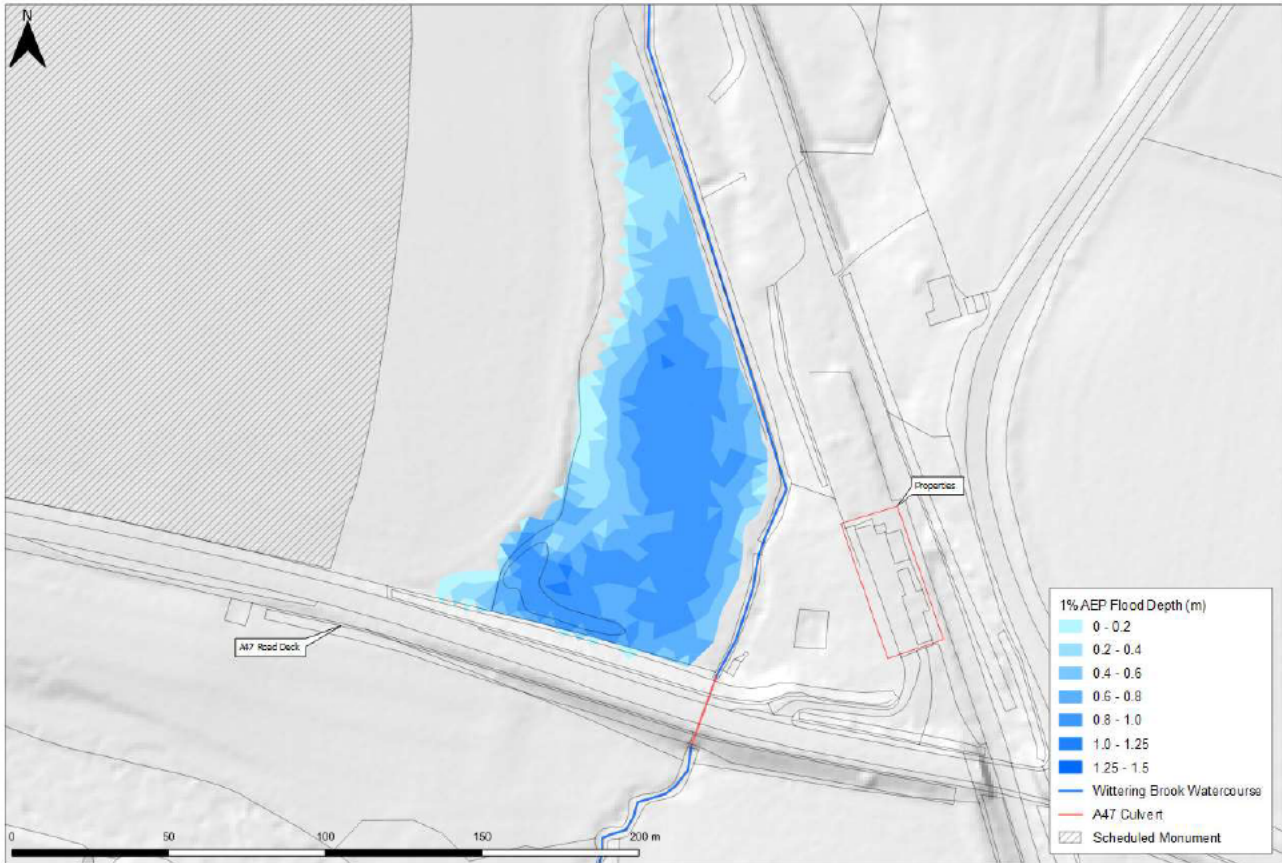 N
Properties
A47 Road Deck
1% AEP Flood Depth (m)
0 - 0.2
0.2 - 0.4
0.4 - 0.6
0.6 - 0.8
0.8 - 1.0
1.0 - 1.25
1.25 - 1.5
Wittering Brook Watercourse
A47 Culvert
Scheduled Monument
0 50 100 150 200 m